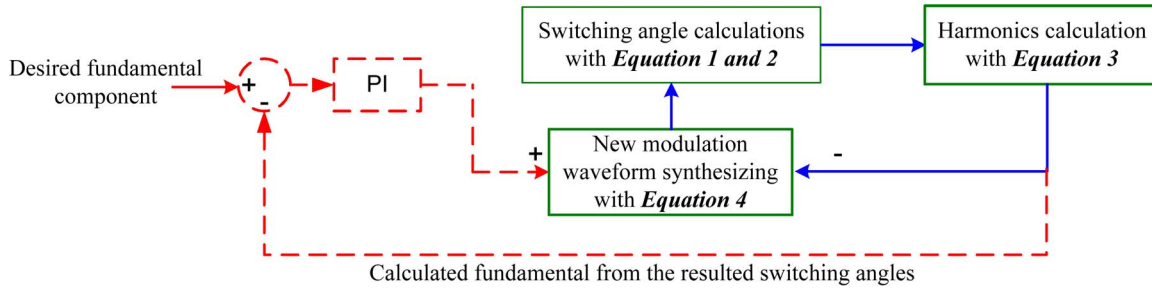 Switching angle calculations
with Equation 1 and 2
Harmonics calculation
with Equation 3
Desired fundamental
component
+
-
PI
+
New modulation
waveform synthesizing
with Equation 4
-
Calculated fundamental from the resulted switching angles